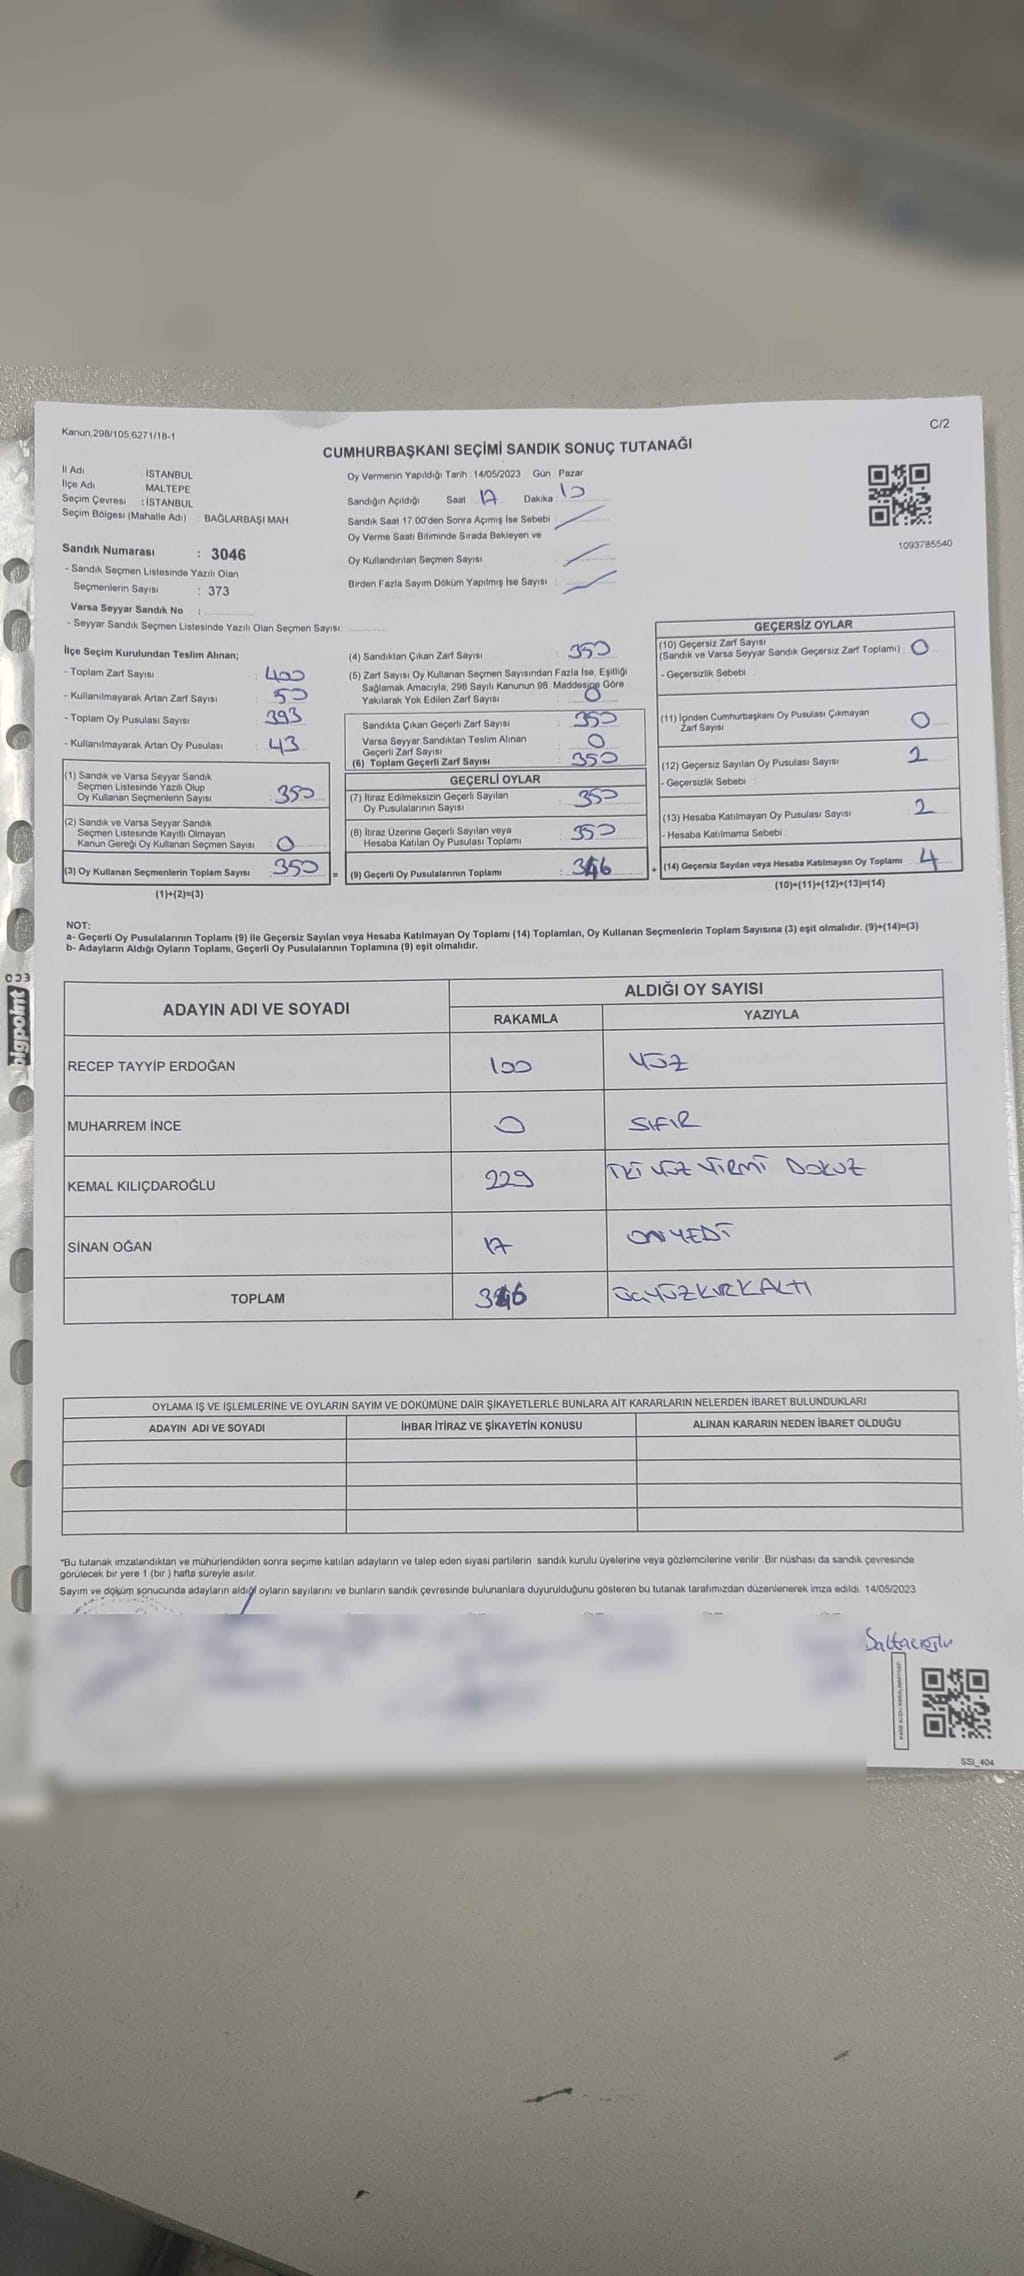 Kanun,298/105,6271/18-1
C/2
CUMHURBAŞKANI SEÇİMİ SANDIK SONUÇ TUTANAĞI
İl Adı İSTANBUL
İlçe Adı MALTEPE
Seçim Çevresi : İSTANBUL
Seçim Bölgesi (Mahalle Adı) BAĞLARBAŞI MAH.
Sandık Numarası : 3046
- Sandık Seçmen Listesinde Yazılı Olan
Seçmenlerin Sayısı : 373
Varsa Seyyar Sandık No :
- Seyyar Sandık Seçmen Listesinde Yazılı Olan Seçmen Sayısı:
Oy Vermenin Yapıldığı Tarih : 14/05/2023 Gün : Pazar
Sandığın Açıldığı Saat : 17 Dakika : 10
Sandık Saat 17.00'den Sonra Açımış İse Sebebi :
Oy Verme Saati Bitiminde Sırada Bekleyen ve
Oy Kullandırılan Seçmen Sayısı :
Birden Fazla Sayım Döküm Yapılmış İse Sayısı :
1093785540
İlçe Seçim Kurulundan Teslim Alınan;
- Toplam Zarf Sayısı : 400
- Kullanılmayarak Artan Zarf Sayısı : 50
- Toplam Oy Pusulası Sayısı : 393
- Kullanılmayarak Artan Oy Pusulası : 43
(1) Sandık ve Varsa Seyyar Sandık
Seçmen Listesinde Yazılı Olup
Oy Kullanan Seçmenlerin Sayısı : 350
(2) Sandık ve Varsa Seyyar Sandık
Seçmen Listesinde Kayıtlı Olmayan
Kanun Gereği Oy Kullanan Seçmen Sayısı : 0
(3) Oy Kullanan Seçmenlerin Toplam Sayısı : 350
(1)+(2)=(3)
(4) Sandıktan Çıkan Zarf Sayısı : 350
(5) Zarf Sayısı Oy Kullanan Seçmen Sayısından Fazla İse, Eşitliği
Sağlamak Amacıyla, 298 Sayılı Kanunun 98. Maddesine Göre
Yakılarak Yok Edilen Zarf Sayısı : 0
Sandıkta Çıkan Geçerli Zarf Sayısı : 350
Varsa Seyyar Sandıktan Teslim Alınan
Geçerli Zarf Sayısı : 0
(6) Toplam Geçerli Zarf Sayısı : 350
GEÇERLİ OYLAR
(7) İtiraz Edilmeksizin Geçerli Sayılan
Oy Pusulalarının Sayısı : 350
(8) İtiraz Üzerine Geçerli Sayılan veya
Hesaba Katılan Oy Pusulası Toplamı : 350
= (9) Geçerli Oy Pusulalarının Toplamı : 346
GEÇERSİZ OYLAR
(10) Geçersiz Zarf Sayısı
(Sandık ve Varsa Seyyar Sandık Geçersiz Zarf Toplamı) : 0
- Geçersizlik Sebebi :
(11) İçinden Cumhurbaşkanı Oy Pusulası Çıkmayan
Zarf Sayısı : 0
(12) Geçersiz Sayılan Oy Pusulası Sayısı : 2
- Geçersizlik Sebebi :
(13) Hesaba Katılmayan Oy Pusulası Sayısı : 2
- Hesaba Katılmama Sebebi :
+ (14) Geçersiz Sayılan veya Hesaba Katılmayan Oy Toplamı : 4
(10)+(11)+(12)+(13)=(14)
NOT:
a- Geçerli Oy Pusulalarının Toplamı (9) ile Geçersiz Sayılan veya Hesaba Katılmayan Oy Toplamı (14) Toplamları, Oy Kullanan Seçmenlerin Toplam Sayısına (3) eşit olmalıdır. (9)+(14)=(3)
b- Adayların Aldığı Oyların Toplamı, Geçerli Oy Pusulalarının Toplamına (9) eşit olmalıdır.
ADAYIN ADI VE SOYADI ALDIĞI OY SAYISI
RAKAMLA YAZIYLA
RECEP TAYYİP ERDOĞAN 100 YÜZ
MUHARREM İNCE 0 SIFIR
KEMAL KILIÇDAROĞLU 229 İKİ YÜZ YİRMİ DOKUZ
SİNAN OĞAN 17 ONYEDİ
TOPLAM 346 ÜÇYÜZKIRKALTI
OYLAMA İŞ VE İŞLEMLERİNE VE OYLARIN SAYIM VE DÖKÜMÜNE DAİR ŞİKAYETLERLE BUNLARA AİT KARARLARIN NELERDEN İBARET BULUNDUKLARI
ADAYIN ADI VE SOYADI İHBAR İTİRAZ VE ŞİKAYETİN KONUSU ALINAN KARARIN NEDEN İBARET OLDUĞU
*Bu tutanak imzalandıktan ve mühürlendikten sonra seçime katılan adayların ve talep eden siyasi partilerin sandık kurulu üyelerine veya gözlemcilerine verilir. Bir nüshası da sandık çevresinde
görülecek bir yere 1 (bir) hafta süreyle asılır.
Sayım ve döküm sonucunda adayların aldığı oyların sayılarını ve bunların sandık çevresinde bulunanlara duyurulduğunu gösteren bu tutanak tarafımızdan düzenlenerek imza edildi. 14/05/2023
Saltacıoğlu
SSI_404
bigpoint